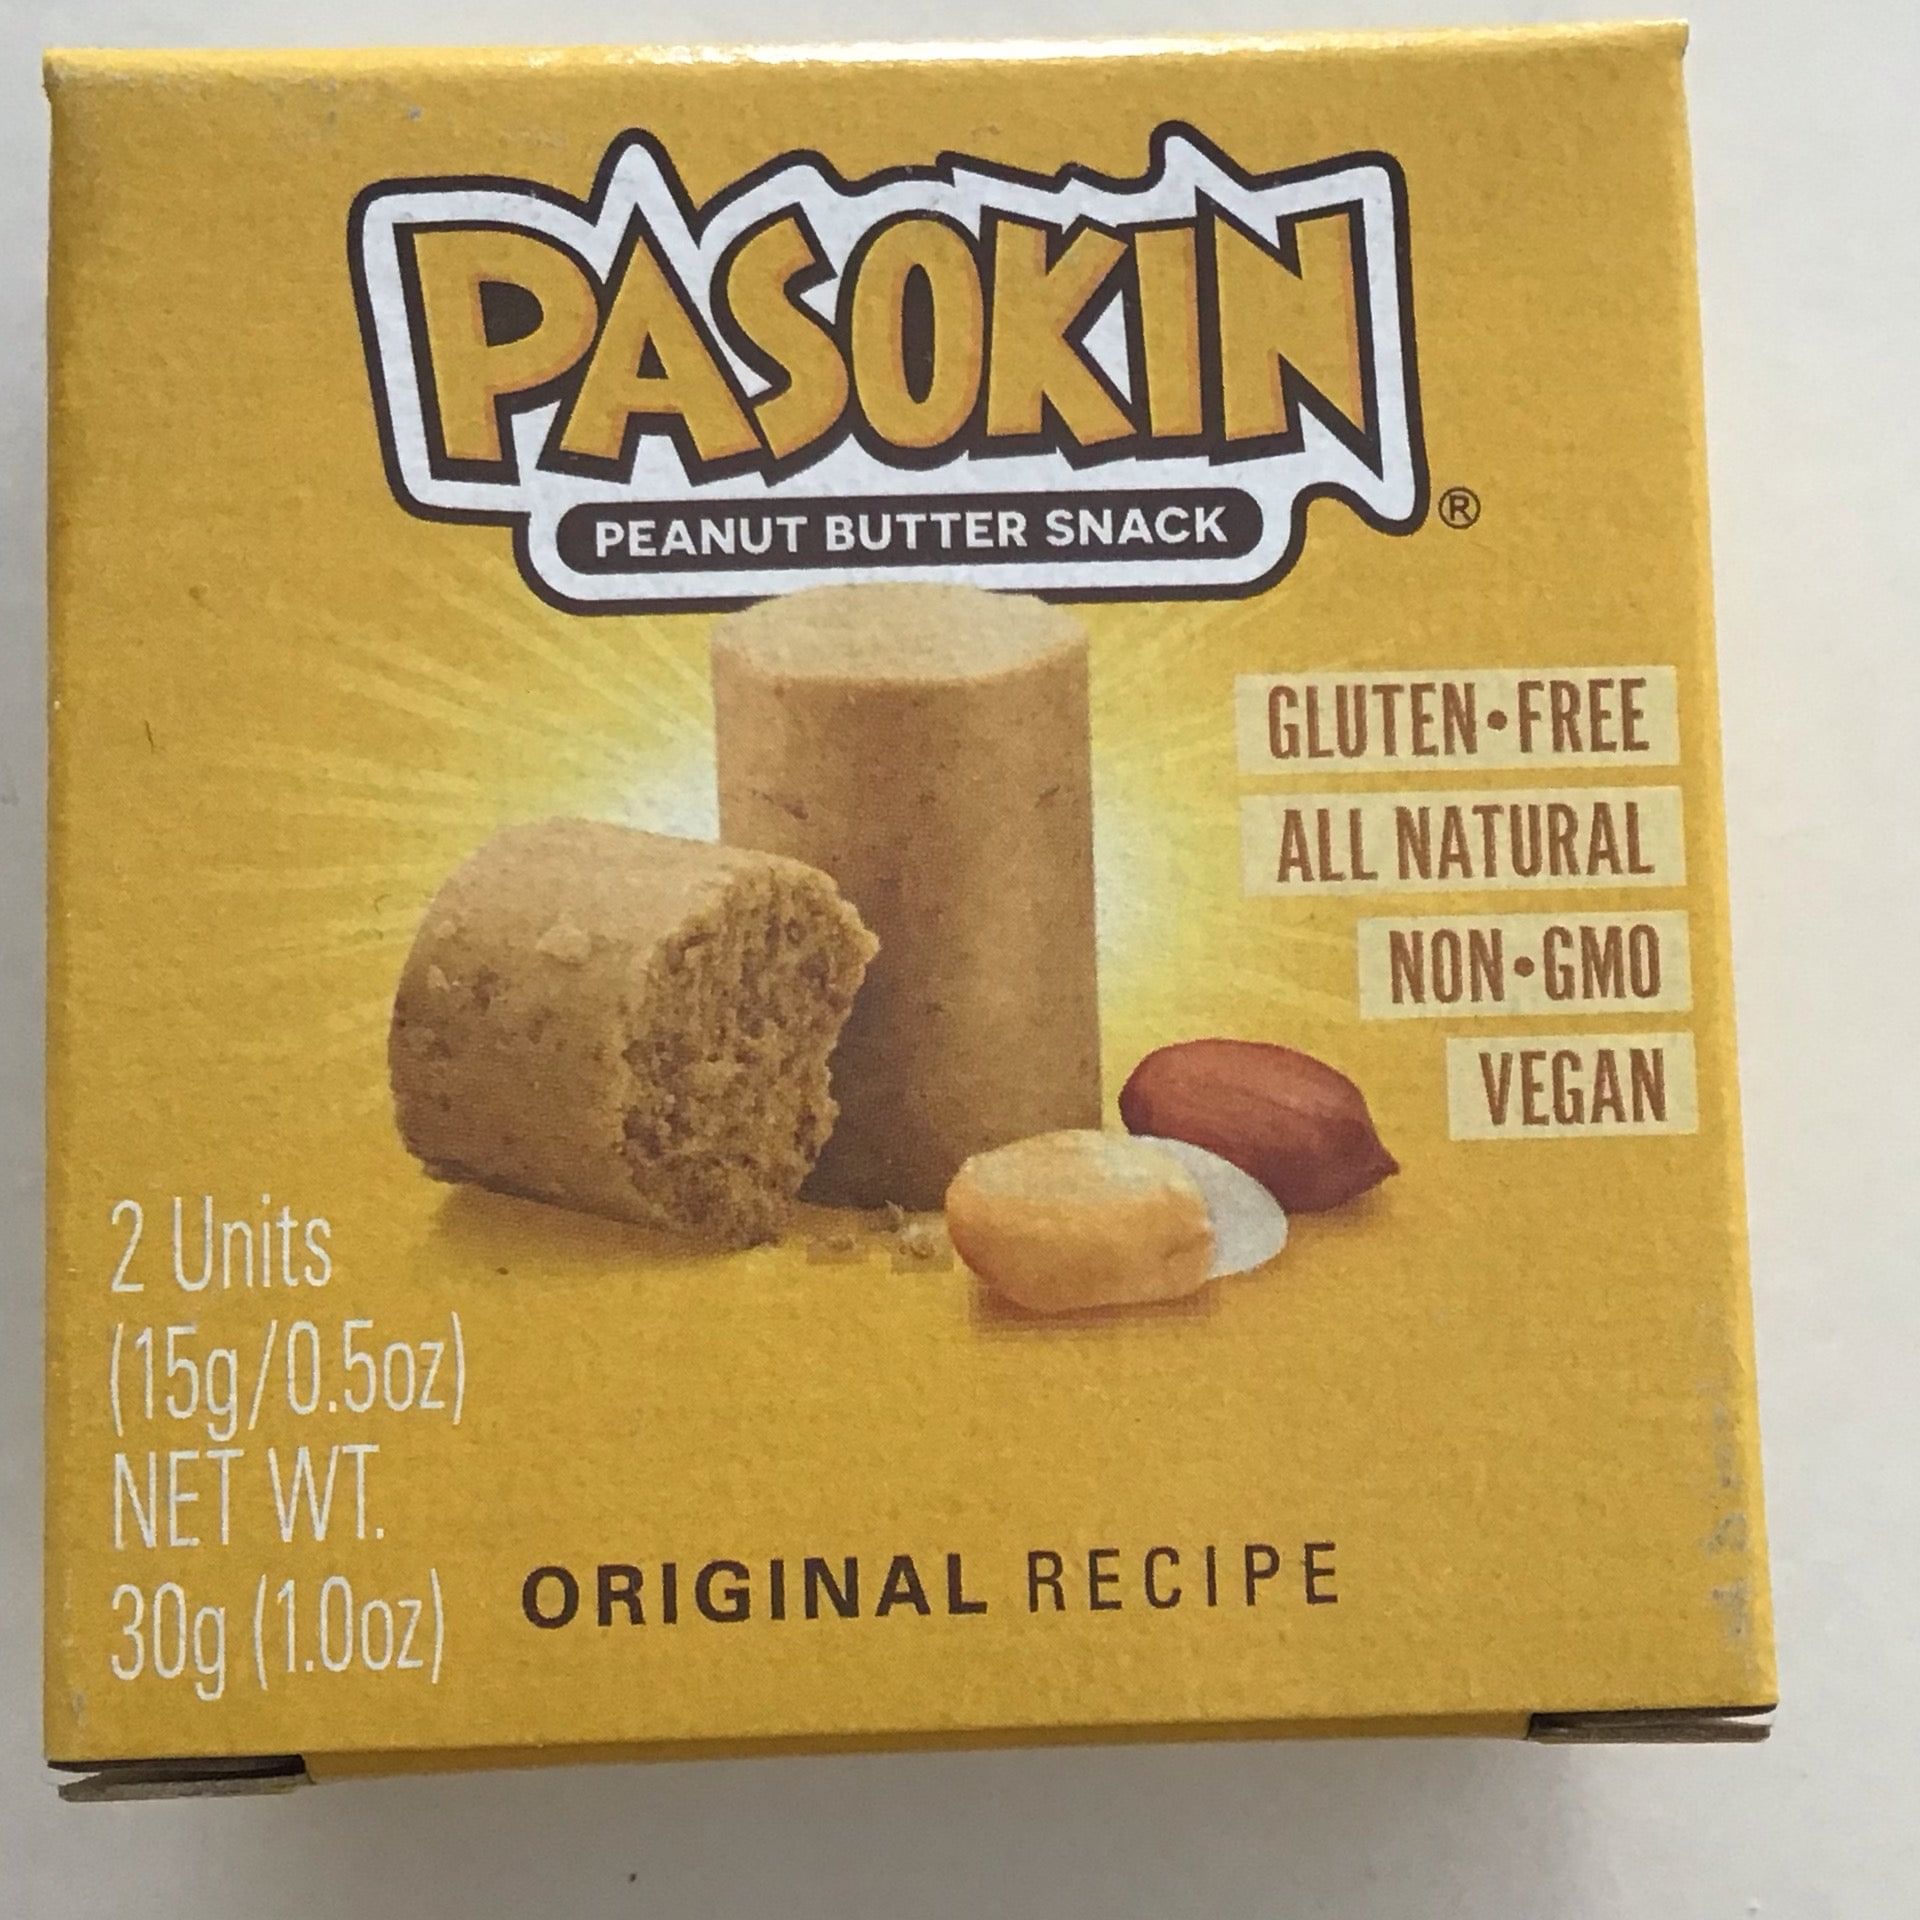 PASOKIN
®
PEANUT BUTTER SNACK
GLUTEN•FREE
ALL NATURAL
NON•GMO
VEGAN
2 Units
(15g/0.5oz)
NET WT.
30g (1.0oz)
ORIGINAL RECIPE